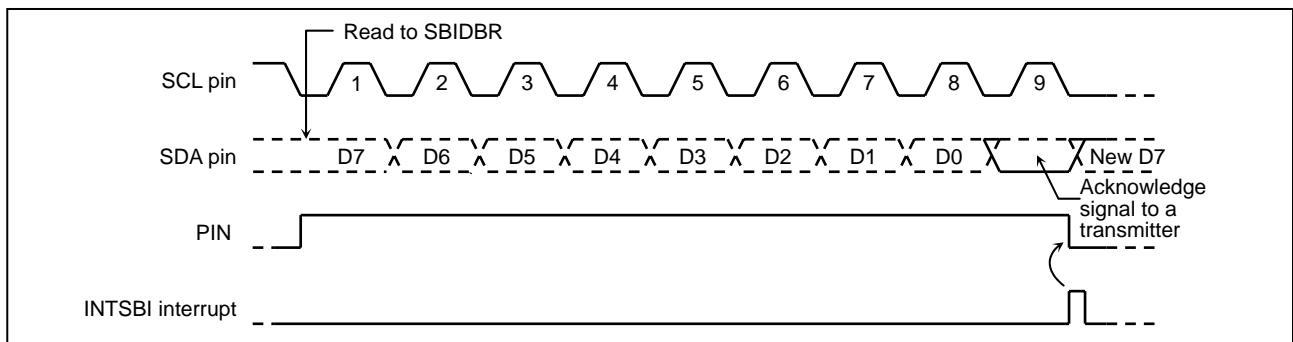 Read to SBIDBR
SCL pin
1 2 3 4 5 6 7 8 9
SDA pin
D7 D6 D5 D4 D3 D2 D1 D0 New D7
Acknowledge
signal to a
transmitter
PIN
INTSBI interrupt